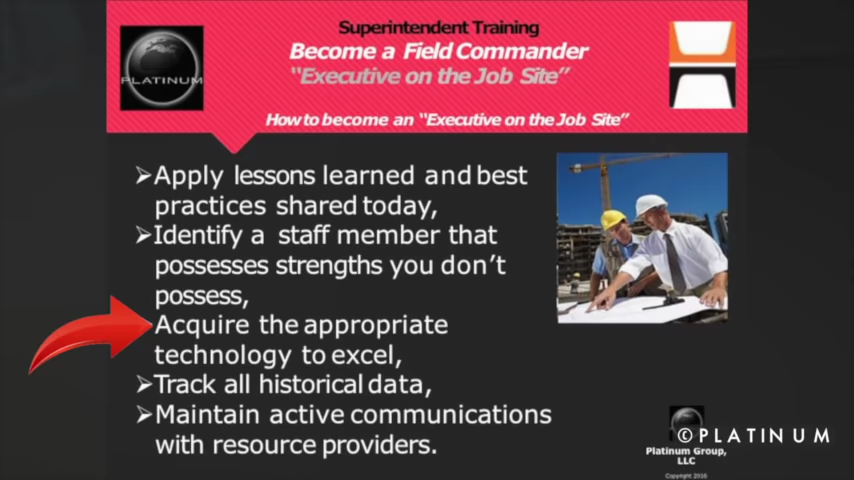 Superintendent Training
Become a Field Commander
"Executive on the Job Site"
How to become an "Executive on the Job Site"
PLATINUM
Apply lessons learned and best
practices shared today,
Identify a staff member that
possesses strengths you don't
possess,
Acquire the appropriate
technology to excel,
Track all historical data,
Maintain active communications
with resource providers.
©PLATINUM
Platinum Group,
LLC
Copyright 2016